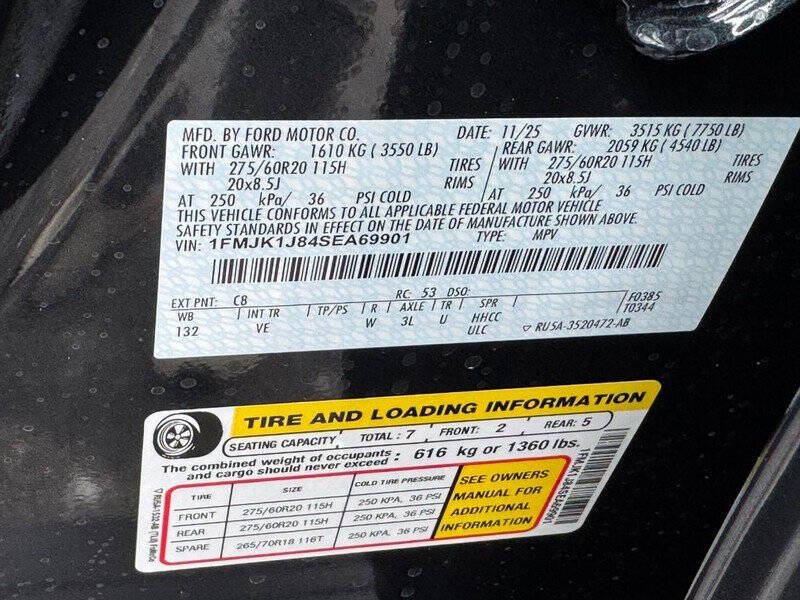 MFD. BY FORD MOTOR CO. DATE: 11/25 GVWR: 3515 KG ( 7750 LB)
FRONT GAWR: 1610 KG ( 3550 LB) REAR GAWR: 2059 KG ( 4540 LB)
WITH 275/60R20 115H TIRES WITH 275/60R20 115H TIRES
20x8.5J RIMS 20x8.5J RIMS
AT 250 kPa/ 36 PSI COLD AT 250 kPa/ 36 PSI COLD
THIS VEHICLE CONFORMS TO ALL APPLICABLE FEDERAL MOTOR VEHICLE
SAFETY STANDARDS IN EFFECT ON THE DATE OF MANUFACTURE SHOWN ABOVE.
VIN: 1FMJK1J84SEA69901 TYPE: MPV
EXT PNT: C8 RC: 53 DSO:
WB INT TR TP/PS R AXLE TR SPR F0385
132 VE W 3L U HHCC T0344
ULC RU5A-3520472-AB
TIRE AND LOADING INFORMATION
SEATING CAPACITY TOTAL : 7 FRONT: 2 REAR: 5
The combined weight of occupants and cargo should never exceed : 616 kg or 1360 lbs.
TIRE SIZE COLD TIRE PRESSURE
FRONT 275/60R20 115H 250 KPA, 36 PSI
REAR 275/60R20 115H 250 KPA, 36 PSI
SPARE 265/70R18 116T 250 KPA, 36 PSI
SEE OWNERS
MANUAL FOR
ADDITIONAL
INFORMATION
1FMJK1J84SEA69901